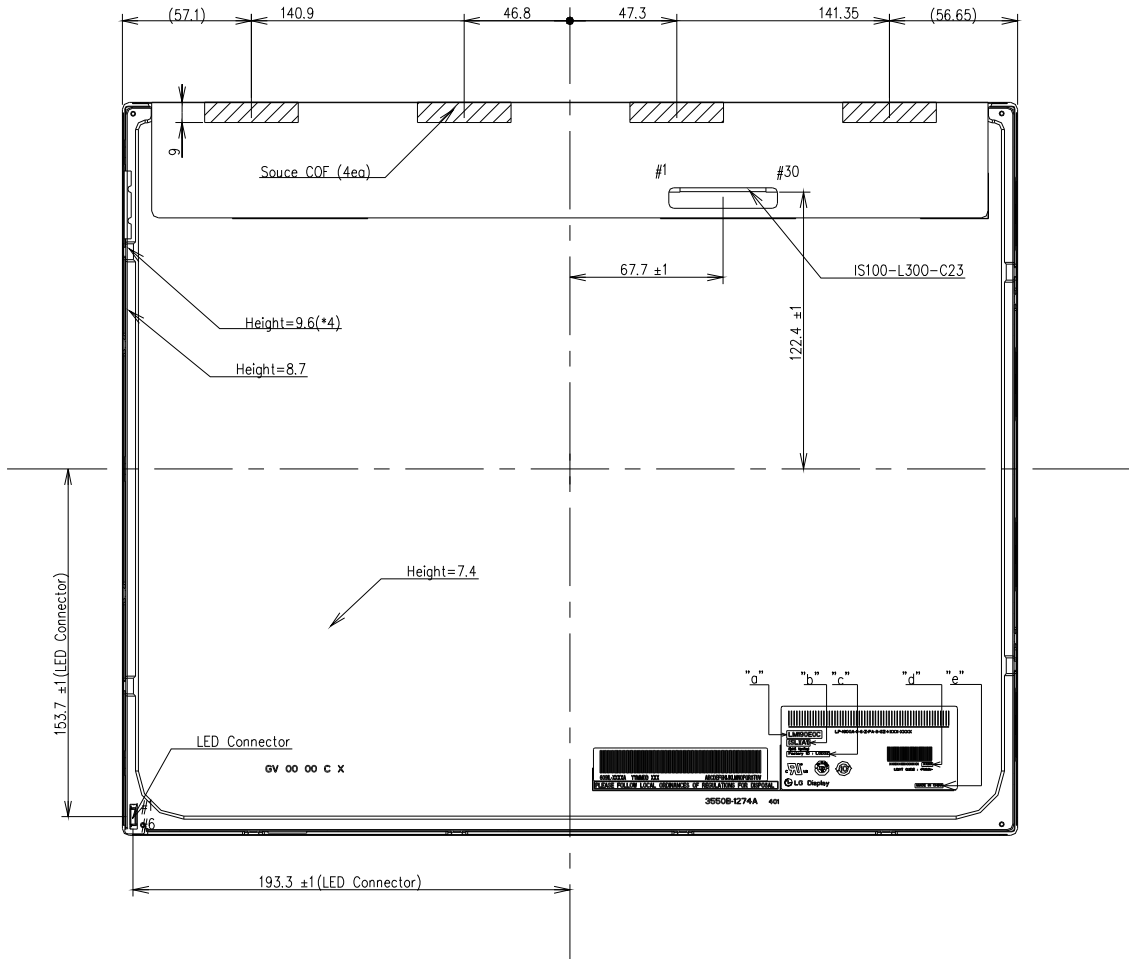 (57.1) 140.9 46.8 47.3 141.35 (56.65)
9
Souce COF (4ea)
#1 #30
67.7 ±1
IS100-L300-C23
122.4 ±1
Height=9.6(*4)
Height=8.7
Height=7.4
153.7 ±1(LED Connector)
"a" "b" "c" "d" "e"
LED Connector
GV 00 00 C X
LM190E0C
LG Display
PLEASE FOLLOW LOCAL ORDINANCES OF REGULATIONS FOR DISPOSAL
3550B-1274A 401
#1
#6
193.3 ±1(LED Connector)